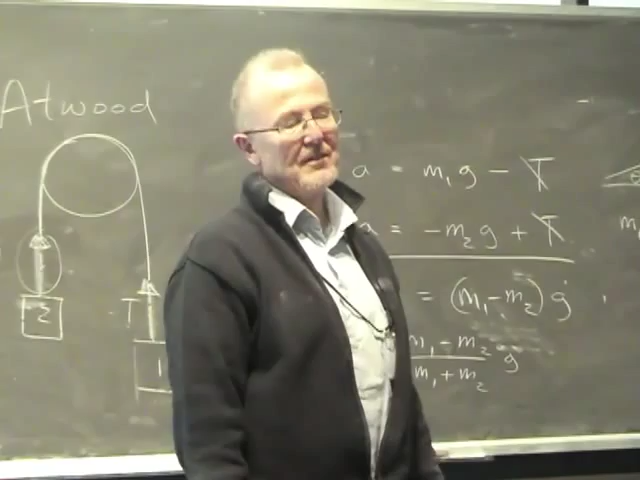 Atwood
a = m₁g − T
a = −m₂g + T
= (m₁−m₂)g
m₁−m₂
g
m₁+m₂
2
T
1